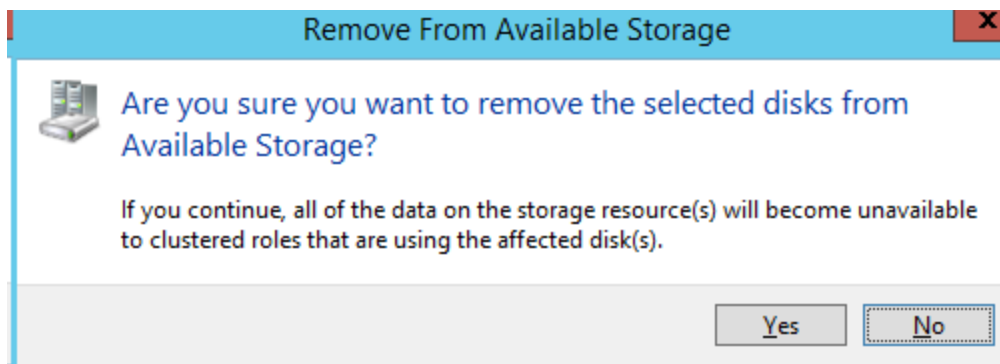 Remove From Available Storage
x
Are you sure you want to remove the selected disks from
Available Storage?
If you continue, all of the data on the storage resource(s) will become unavailable
to clustered roles that are using the affected disk(s).
Yes
No